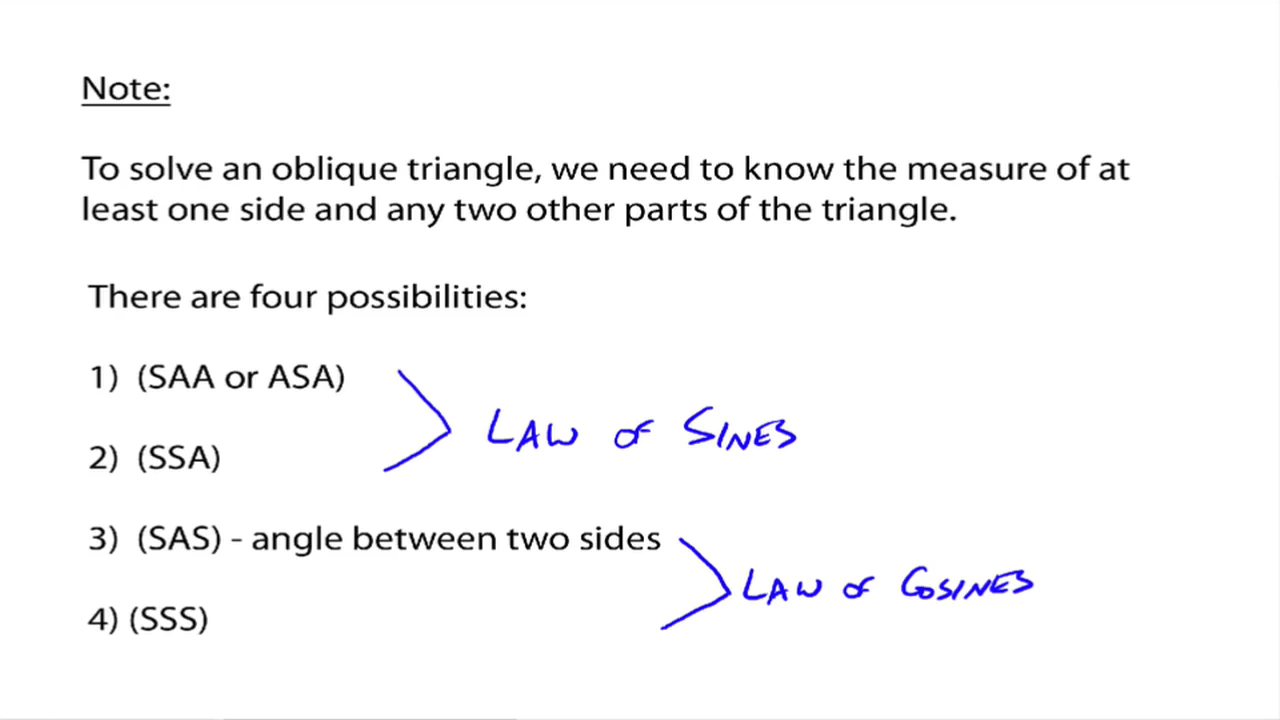 Note:
To solve an oblique triangle, we need to know the measure of at
least one side and any two other parts of the triangle.
There are four possibilities:
1) (SAA or ASA)
LAW OF SINES
2) (SSA)
3) (SAS) - angle between two sides
LAW OF COSINES
4) (SSS)